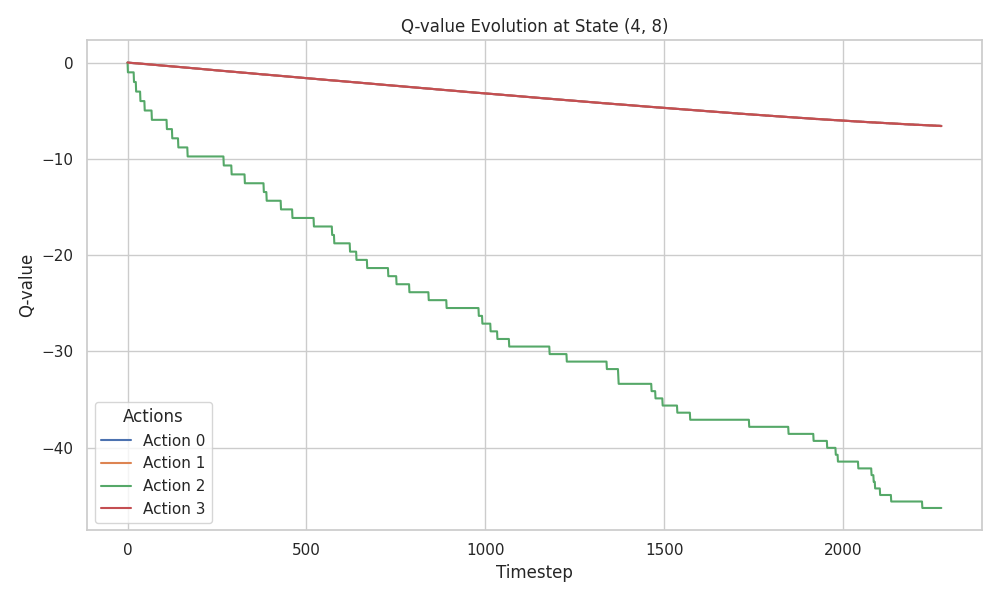 Q-value Evolution at State (4, 8)
Q-value
0
−10
−20
−30
−40
Actions
Action 0
Action 1
Action 2
Action 3
0
500
1000
1500
2000
Timestep